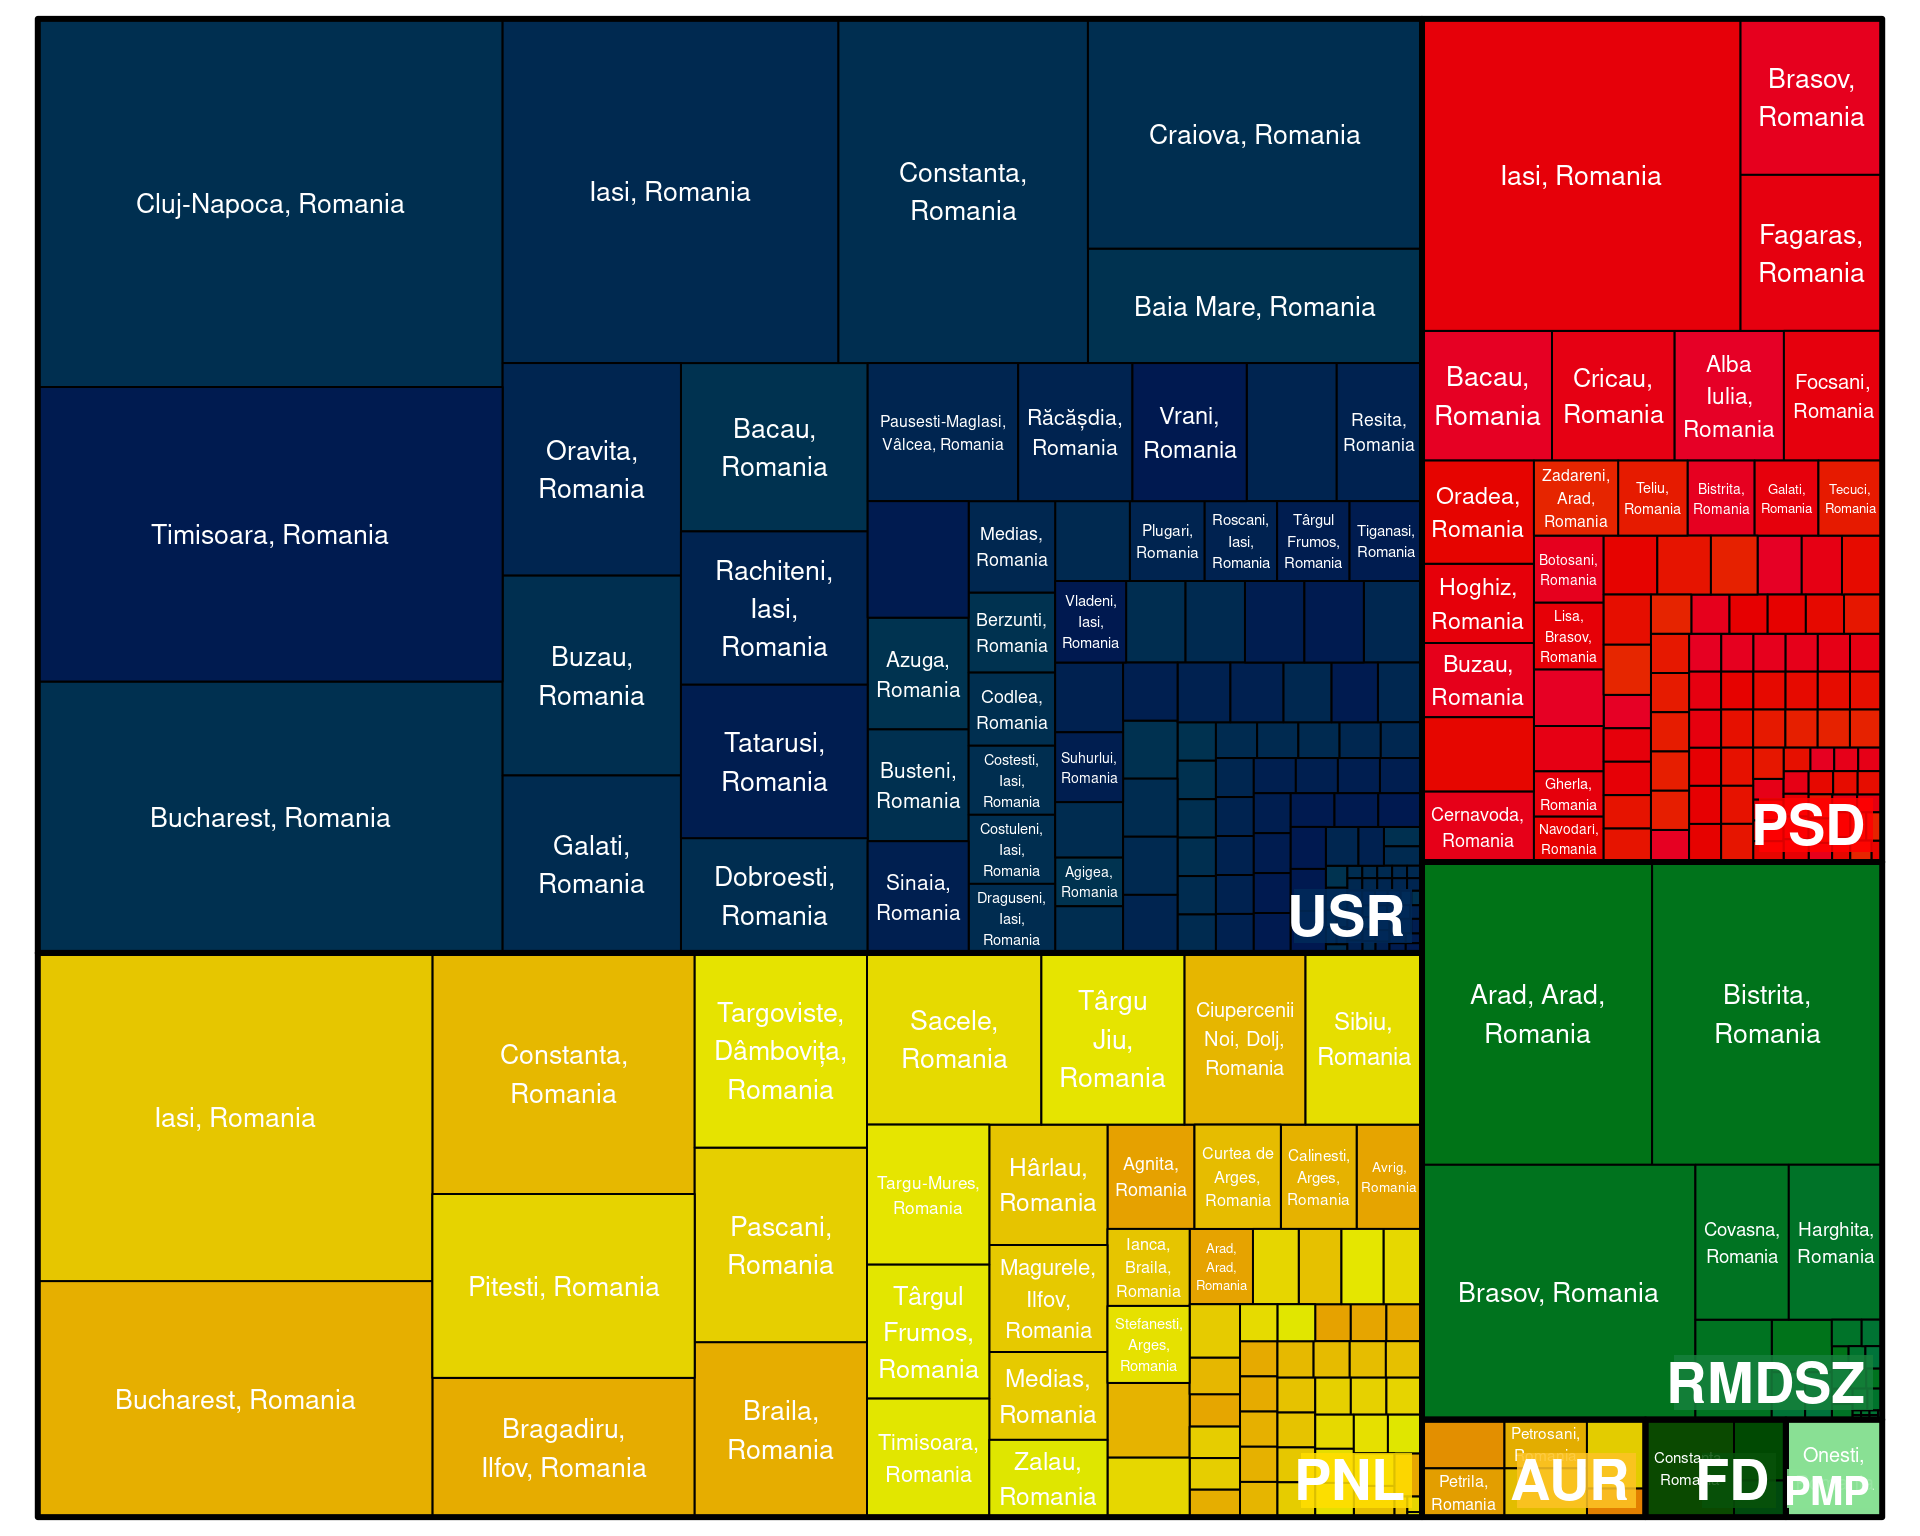 Cluj-Napoca, Romania
Timisoara, Romania
Bucharest, Romania
Iasi, Romania
Constanta,
Romania
Craiova, Romania
Baia Mare, Romania
Oravita,
Romania
Buzau,
Romania
Galati,
Romania
Bacau,
Romania
Rachiteni,
Iasi,
Romania
Tatarusi,
Romania
Dobroesti,
Romania
Pausesti-Maglasi,
Vâlcea, Romania
Răcășdia,
Romania
Vrani,
Romania
Resita,
Romania
Azuga,
Romania
Busteni,
Romania
Sinaia,
Romania
Medias,
Romania
Berzunti,
Romania
Codlea,
Romania
Costesti,
Iasi,
Romania
Costuleni,
Iasi,
Romania
Draguseni,
Iasi,
Romania
Plugari,
Romania
Roscani,
Iasi,
Romania
Târgul
Frumos,
Romania
Tiganasi,
Romania
Vladeni,
Iasi,
Romania
Suhurlui,
Romania
Agigea,
Romania
USR
Iasi, Romania
Brasov,
Romania
Fagaras,
Romania
Bacau,
Romania
Cricau,
Romania
Alba
Iulia,
Romania
Focsani,
Romania
Oradea,
Romania
Hoghiz,
Romania
Buzau,
Romania
Cernavoda,
Romania
Zadareni,
Arad,
Romania
Teliu,
Romania
Bistrita,
Romania
Galati,
Romania
Tecuci,
Romania
Botosani,
Romania
Lisa,
Brasov,
Romania
Gherla,
Romania
Navodari,
Romania
PSD
Iasi, Romania
Bucharest, Romania
Constanta,
Romania
Pitesti, Romania
Bragadiru,
Ilfov, Romania
Targoviste,
Dâmbovița,
Romania
Pascani,
Romania
Braila,
Romania
Sacele,
Romania
Târgu
Jiu,
Romania
Ciupercenii
Noi, Dolj,
Romania
Sibiu,
Romania
Targu-Mures,
Romania
Târgul
Frumos,
Romania
Timisoara,
Romania
Hârlau,
Romania
Magurele,
Ilfov,
Romania
Medias,
Romania
Zalau,
Romania
Agnita,
Romania
Curtea de
Arges,
Romania
Calinesti,
Arges,
Romania
Avrig,
Romania
Ianca,
Braila,
Romania
Arad,
Arad,
Romania
Stefanesti,
Arges,
Romania
PNL
Arad, Arad,
Romania
Bistrita,
Romania
Brasov, Romania
Covasna,
Romania
Harghita,
Romania
RMDSZ
Petrosani,
Petrila,
Romania
AUR
FD
Onesti,
PMP